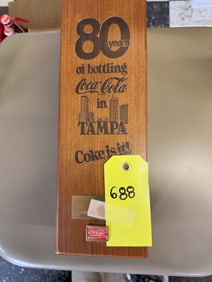 80 years
of bottling
Coca-Cola
in
TAMPA
Coke is it!
688